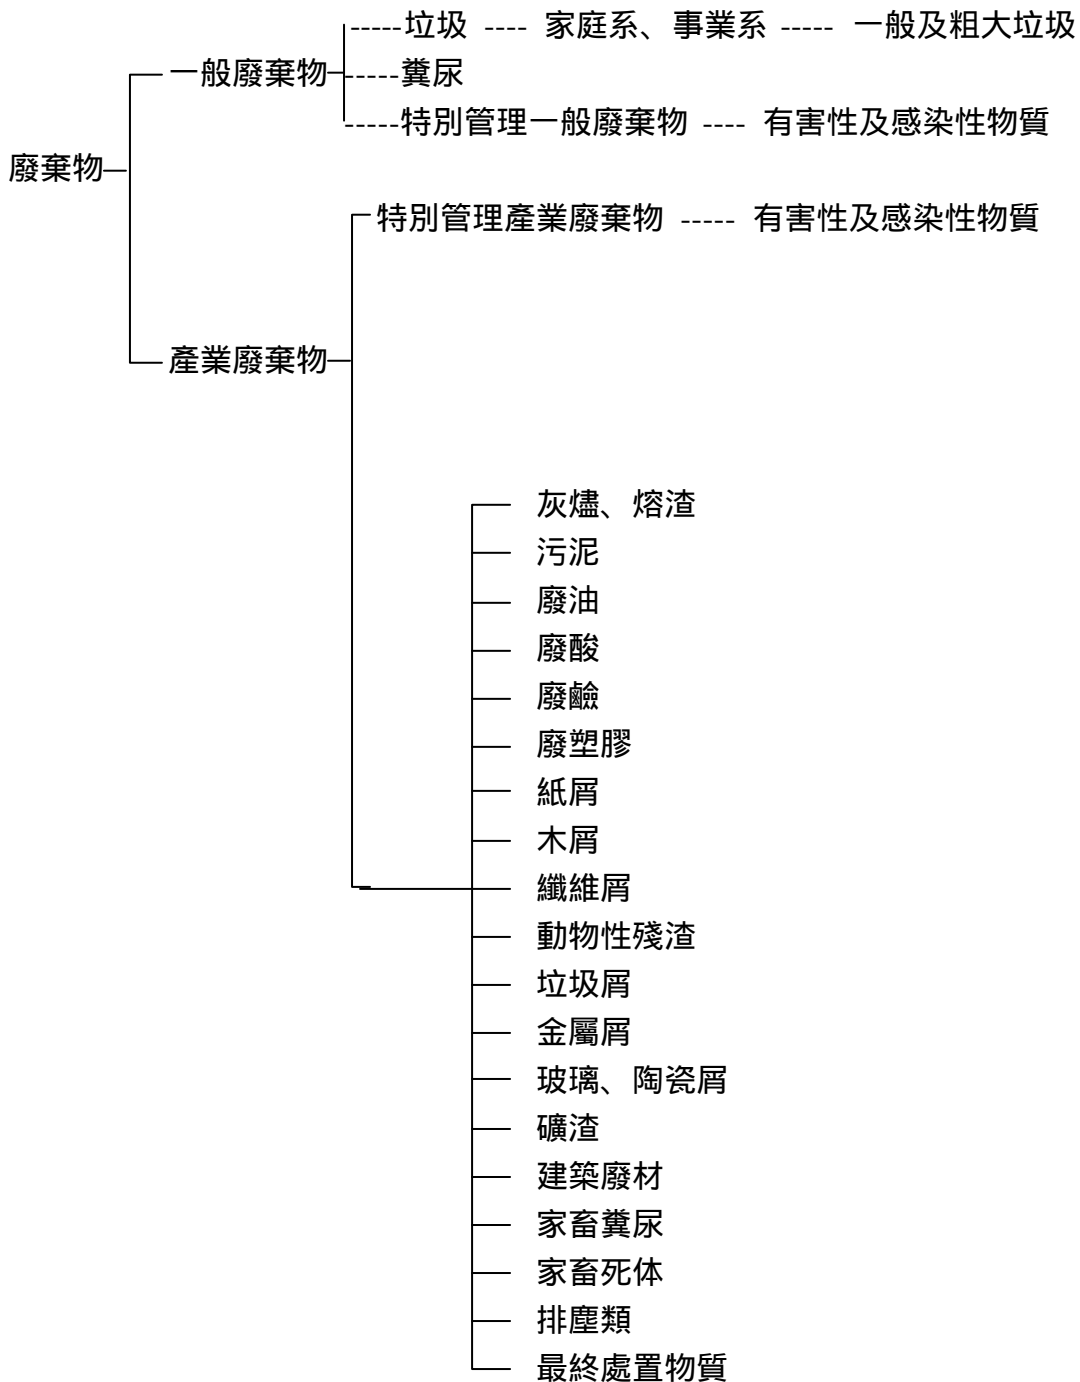 垃圾 ---- 家庭系、事業系 ----- 一般及粗大垃圾
一般廢棄物
糞尿
特別管理一般廢棄物 ---- 有害性及感染性物質
廢棄物
特別管理產業廢棄物 ----- 有害性及感染性物質
產業廢棄物
灰燼、熔渣
污泥
廢油
廢酸
廢鹼
廢塑膠
紙屑
木屑
纖維屑
動物性殘渣
垃圾屑
金屬屑
玻璃、陶瓷屑
礦渣
建築廢材
家畜糞尿
家畜死体
排塵類
最終處置物質